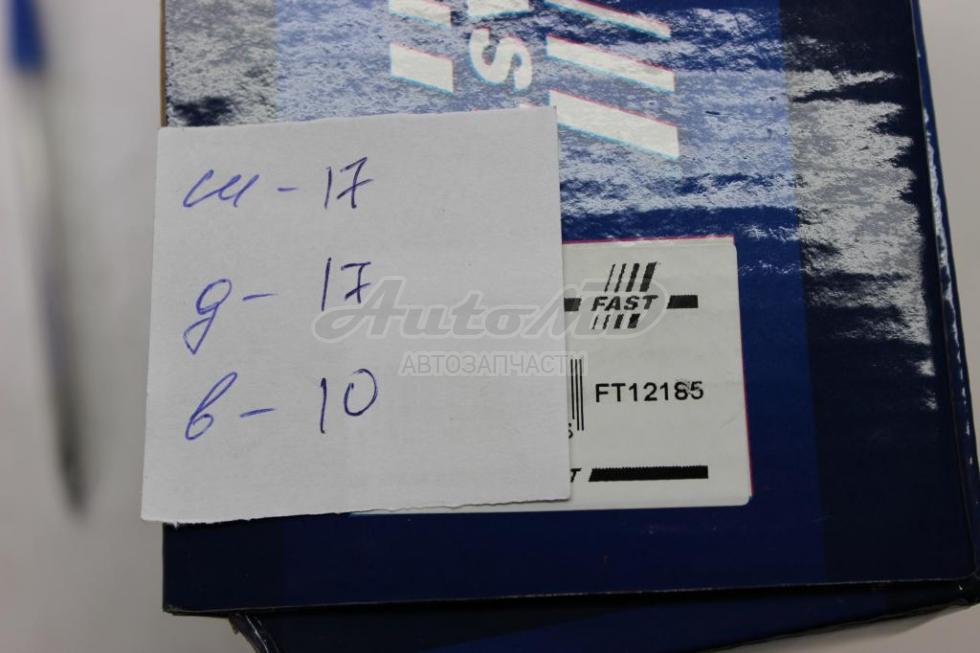 ш - 17
д - 17
в - 10
FAST
FT12185
AutoMD
АВТОЗАПЧАСТИ